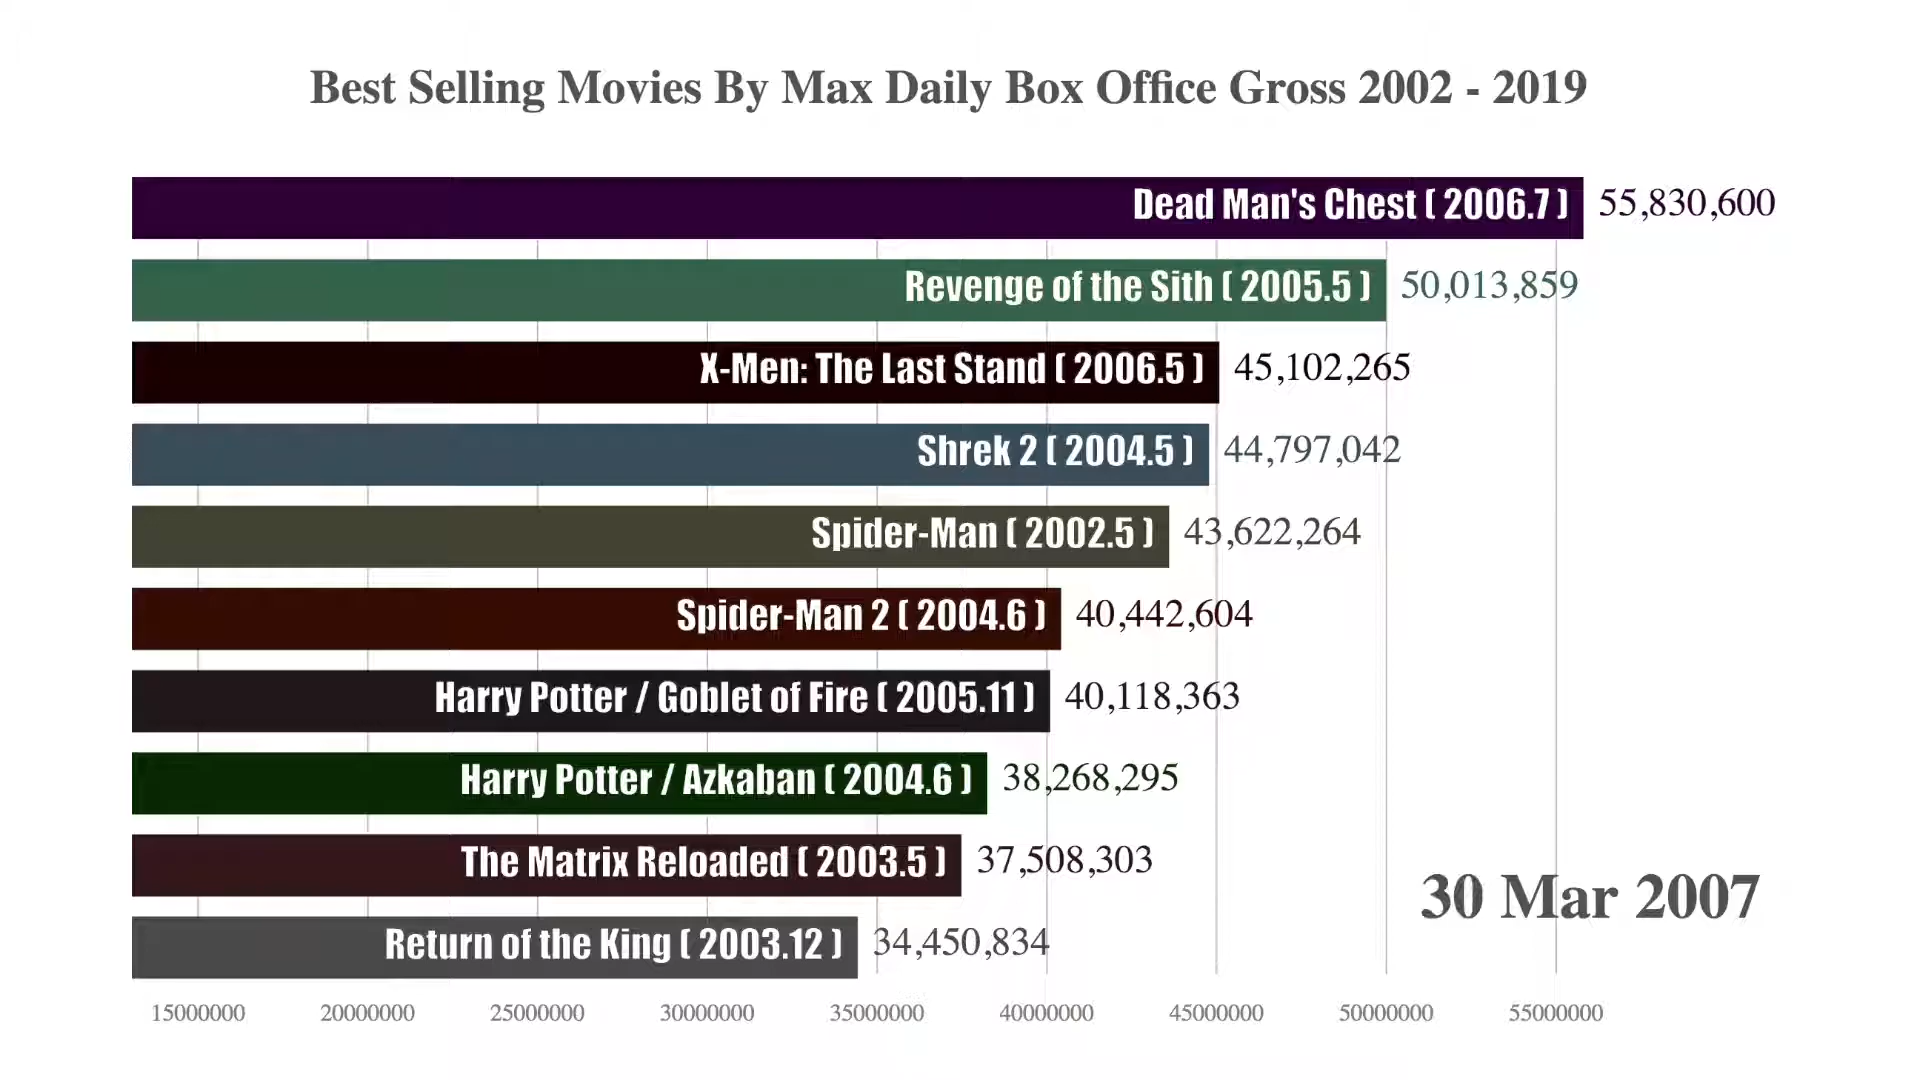 Best Selling Movies By Max Daily Box Office Gross 2002 - 2019
Dead Man's Chest ( 2006.7 ) 55,830,600
Revenge of the Sith ( 2005.5 ) 50,013,859
X-Men: The Last Stand ( 2006.5 ) 45,102,265
Shrek 2 ( 2004.5 ) 44,797,042
Spider-Man ( 2002.5 ) 43,622,264
Spider-Man 2 ( 2004.6 ) 40,442,604
Harry Potter / Goblet of Fire ( 2005.11 ) 40,118,363
Harry Potter / Azkaban ( 2004.6 ) 38,268,295
The Matrix Reloaded ( 2003.5 ) 37,508,303
30 Mar 2007
Return of the King ( 2003.12 ) 34,450,834
15000000 20000000 25000000 30000000 35000000 40000000 45000000 50000000 55000000